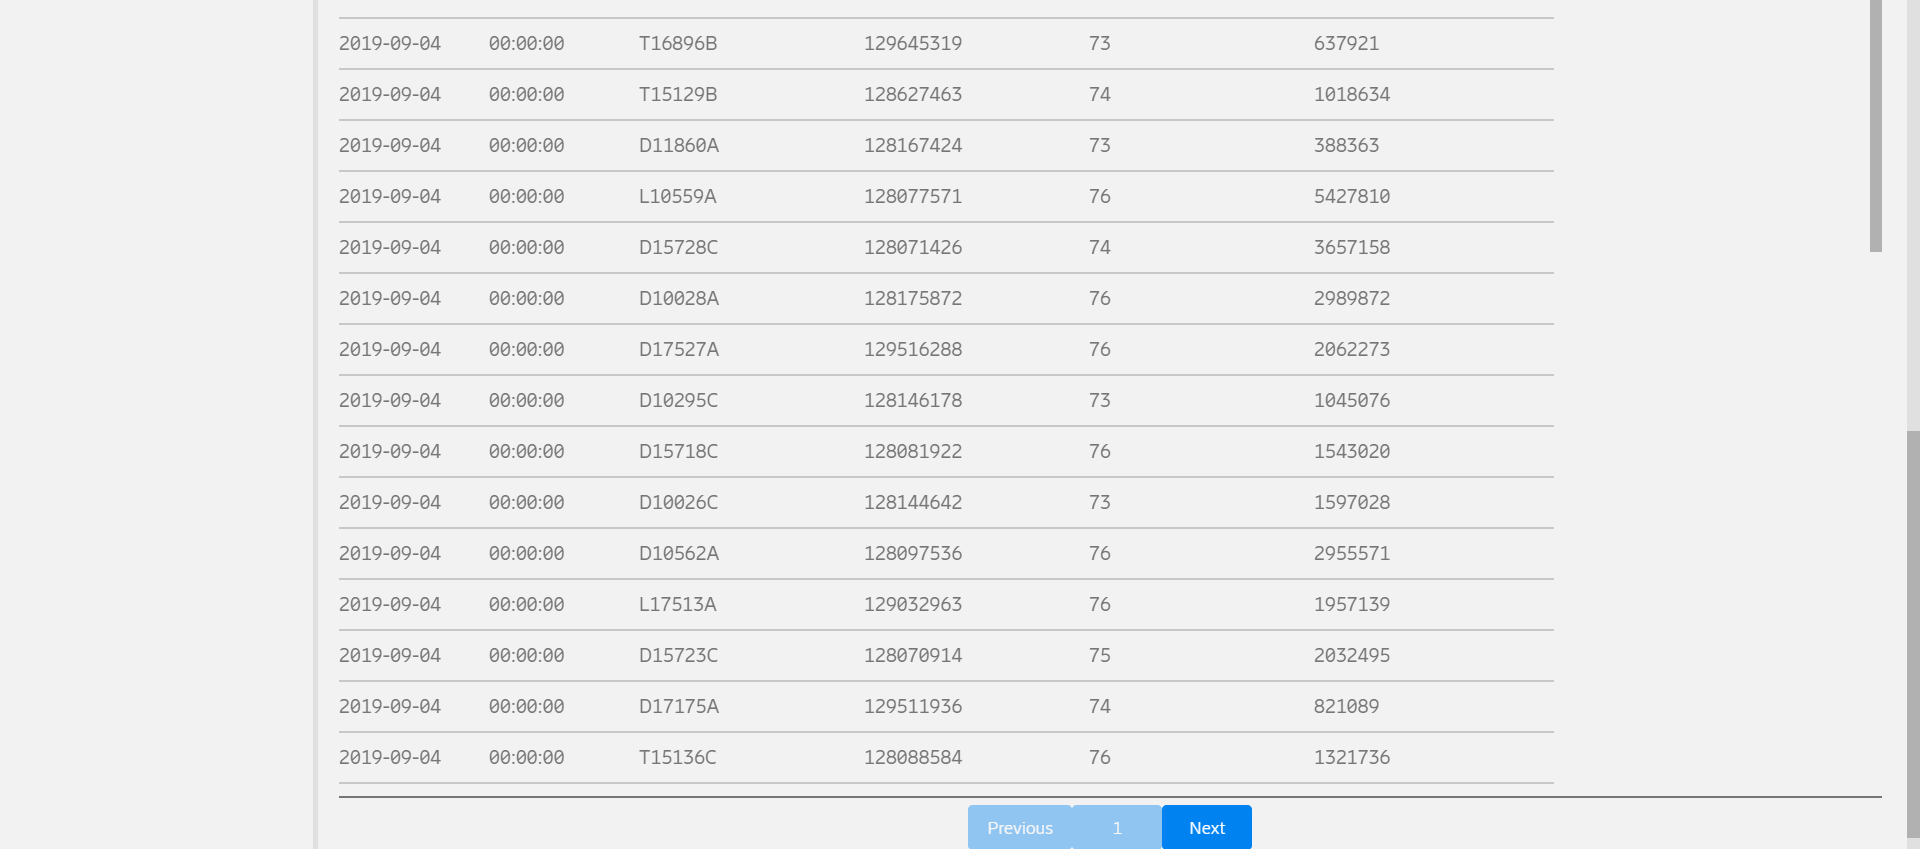 2019-09-04 00:00:00 T16896B 129645319 73 637921
2019-09-04 00:00:00 T15129B 128627463 74 1018634
2019-09-04 00:00:00 D11860A 128167424 73 388363
2019-09-04 00:00:00 L10559A 128077571 76 5427810
2019-09-04 00:00:00 D15728C 128071426 74 3657158
2019-09-04 00:00:00 D10028A 128175872 76 2989872
2019-09-04 00:00:00 D17527A 129516288 76 2062273
2019-09-04 00:00:00 D10295C 128146178 73 1045076
2019-09-04 00:00:00 D15718C 128081922 76 1543020
2019-09-04 00:00:00 D10026C 128144642 73 1597028
2019-09-04 00:00:00 D10562A 128097536 76 2955571
2019-09-04 00:00:00 L17513A 129032963 76 1957139
2019-09-04 00:00:00 D15723C 128070914 75 2032495
2019-09-04 00:00:00 D17175A 129511936 74 821089
2019-09-04 00:00:00 T15136C 128088584 76 1321736
Previous 1 Next